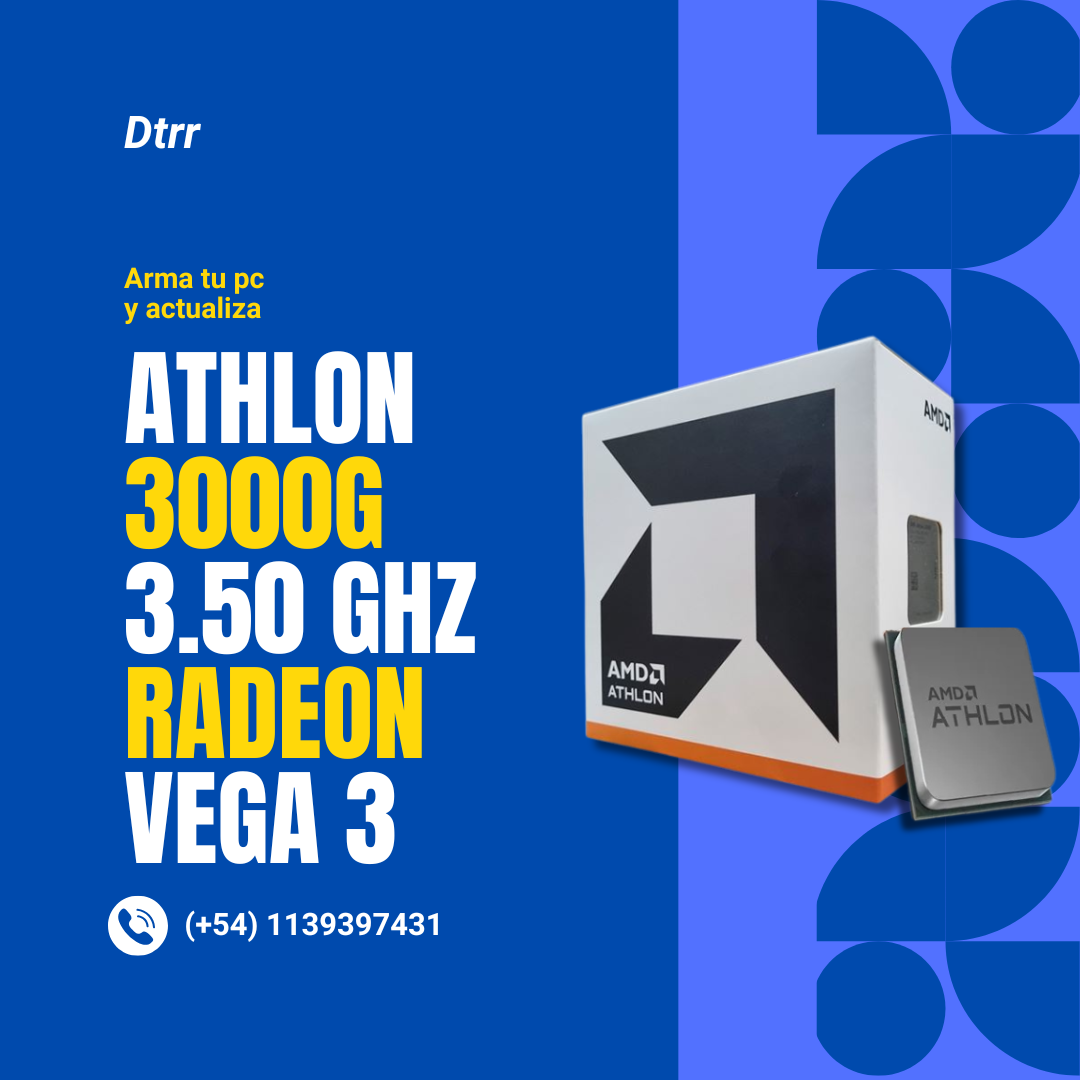 Dtrr
Arma tu pc
y actualiza
ATHLON
3000G
3.50 GHZ
RADEON
VEGA 3
(+54) 1139397431
AMD
AMD
ATHLON
AMD
ATHLON